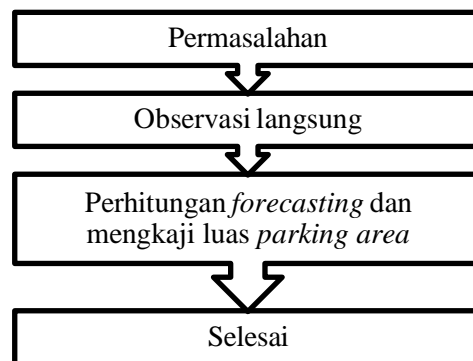 Permasalahan
Observasi langsung
Perhitungan forecasting dan
mengkaji luas parking area
Selesai